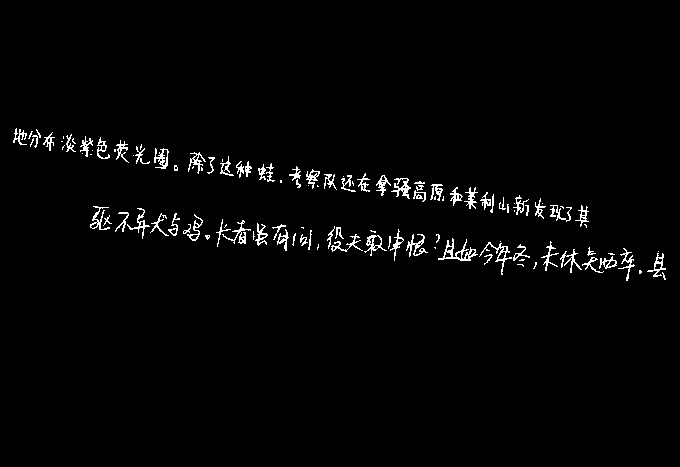 地分布淡紫色荧光圈。除了这种蛙,考察队还在拿骚高原和莱利山新发现了其
驱不异犬与鸡。长者虽有问,役夫敢申恨?且如今年冬,未休关西卒。县